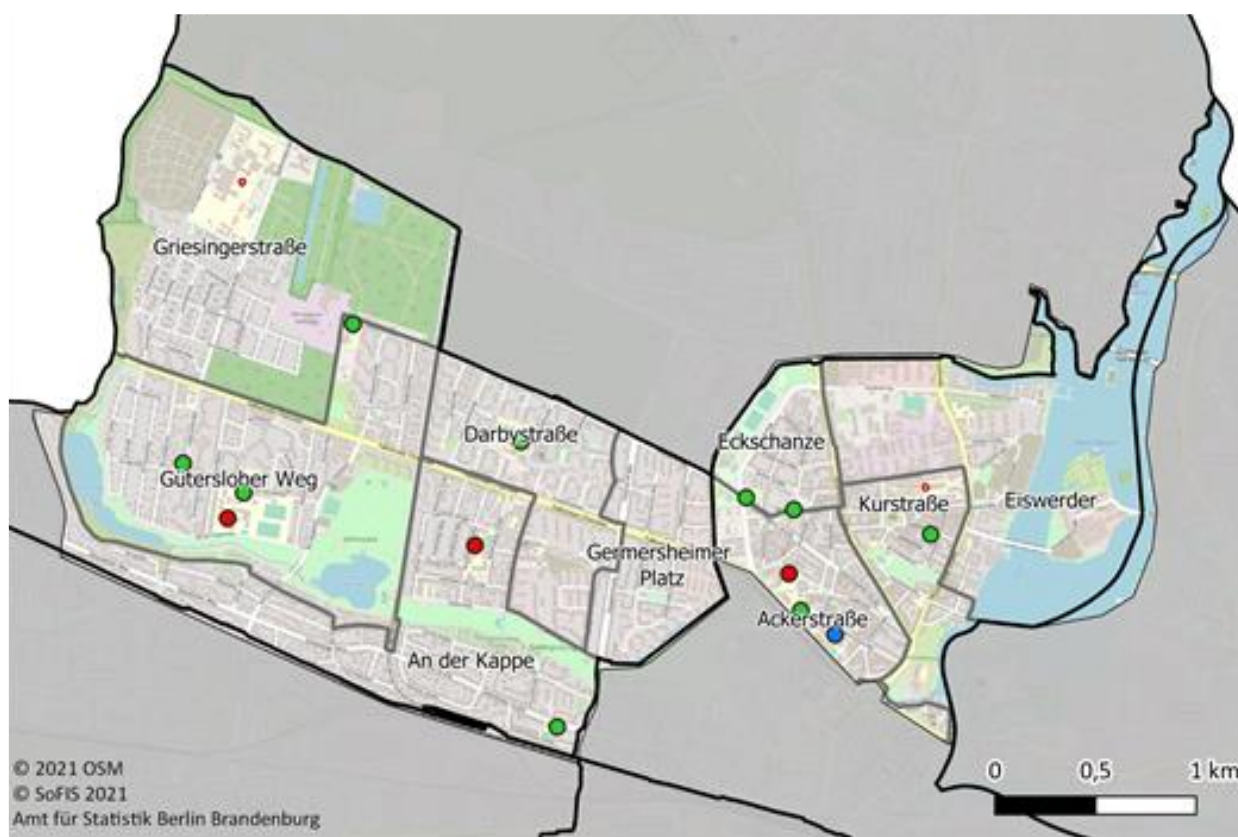 Griesingerstraße
Darbystraße
Eckschanze
Gütersloher Weg
Kurstraße
Eiswerder
Germersheimer
Platz
Ackerstraße
An der Kappe
© 2021 OSM
© SoFIS 2021
Amt für Statistik Berlin Brandenburg
0 0,5 1 km